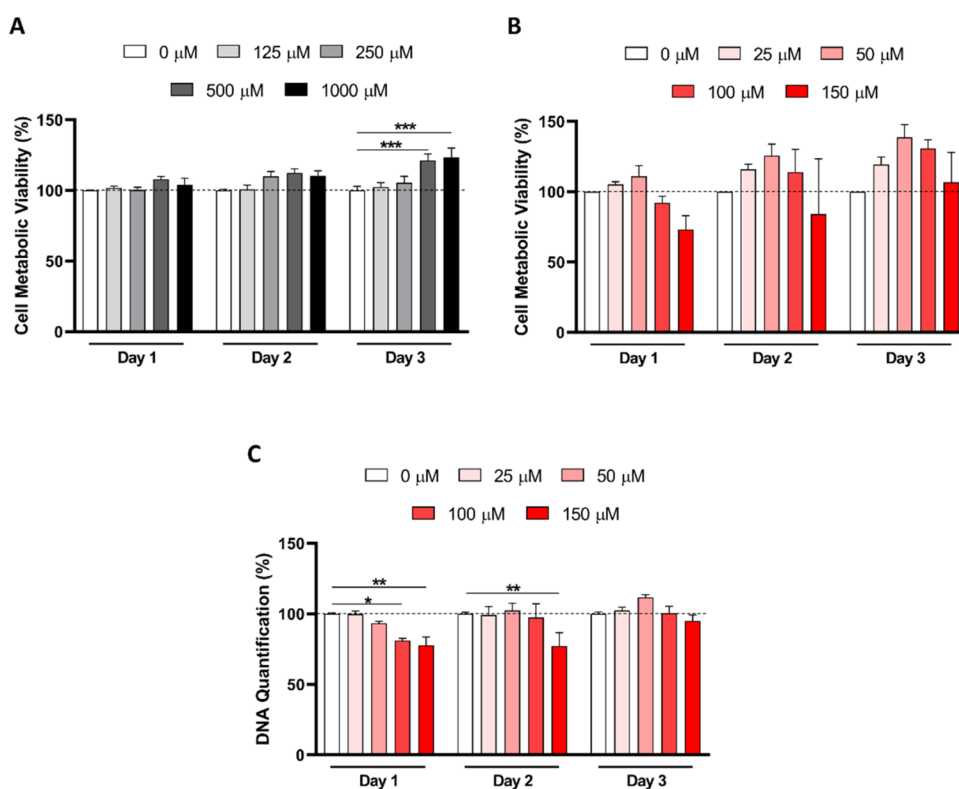 A
0 μM 125 μM 250 μM
500 μM 1000 μM
Cell Metabolic Viability (%)
150
100
50
0
***
***
Day 1 Day 2 Day 3
B
0 μM 25 μM 50 μM
100 μM 150 μM
Cell Metabolic Viability (%)
150
100
50
0
Day 1 Day 2 Day 3
C
0 μM 25 μM 50 μM
100 μM 150 μM
DNA Quantification (%)
150
100
50
0
**
*
**
Day 1 Day 2 Day 3